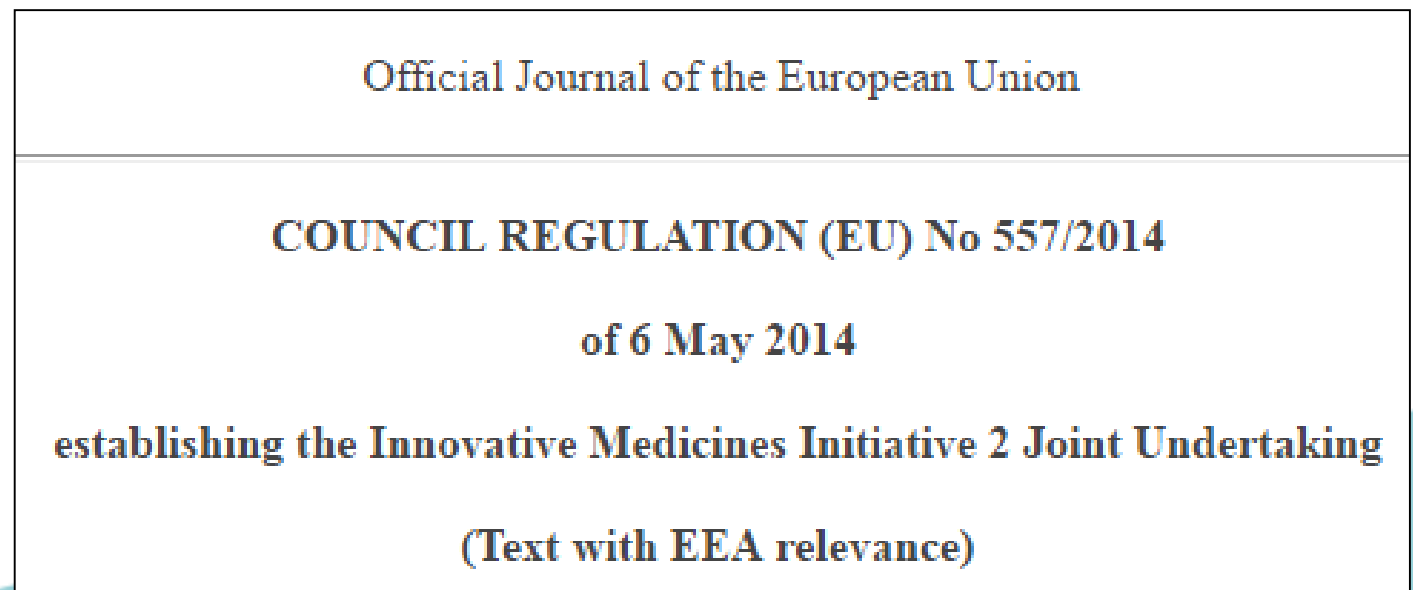 Official Journal of the European Union
COUNCIL REGULATION (EU) No 557/2014
of 6 May 2014
establishing the Innovative Medicines Initiative 2 Joint Undertaking
(Text with EEA relevance)